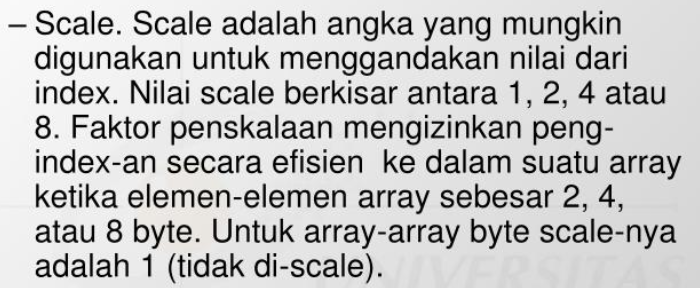 – Scale. Scale adalah angka yang mungkin
digunakan untuk menggandakan nilai dari
index. Nilai scale berkisar antara 1, 2, 4 atau
8. Faktor penskalaan mengizinkan peng-
index-an secara efisien  ke dalam suatu array
ketika elemen-elemen array sebesar 2, 4,
atau 8 byte. Untuk array-array byte scale-nya
adalah 1 (tidak di-scale).
UNIVERSITAS